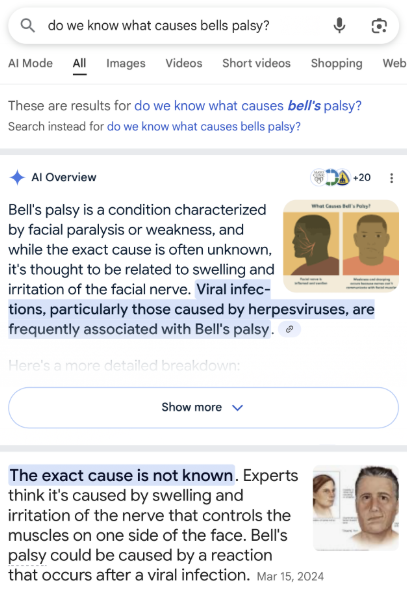 do we know what causes bells palsy?
AI Mode All Images Videos Short videos Shopping Web
These are results for do we know what causes bell's palsy?
Search instead for do we know what causes bells palsy?
AI Overview
+20
Bell's palsy is a condition characterized
by facial paralysis or weakness, and
while the exact cause is often unknown,
it's thought to be related to swelling and
irritation of the facial nerve. Viral infec-
tions, particularly those caused by herpesviruses, are
frequently associated with Bell's palsy.
What Causes Bell's Palsy?
Here's a more detailed breakdown:
Show more
The exact cause is not known. Experts
think it's caused by swelling and
irritation of the nerve that controls the
muscles on one side of the face. Bell's
palsy could be caused by a reaction
that occurs after a viral infection. Mar 15, 2024